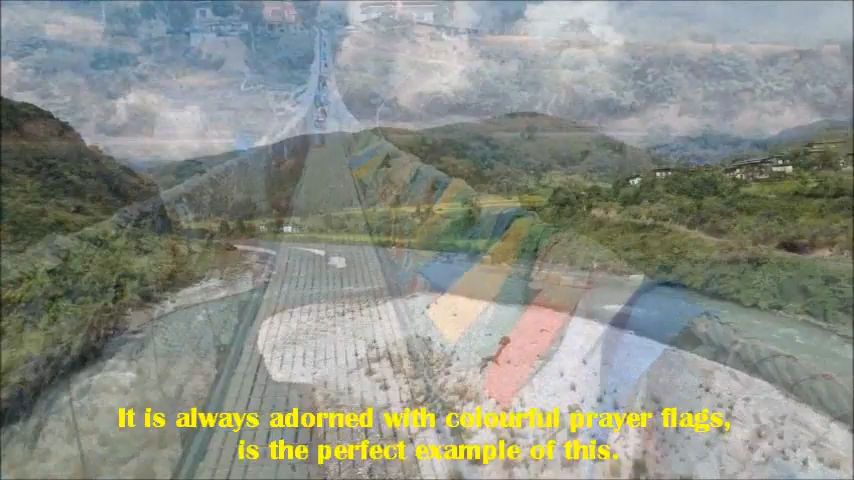 It is always adorned with colourful prayer flags,
is the perfect example of this.